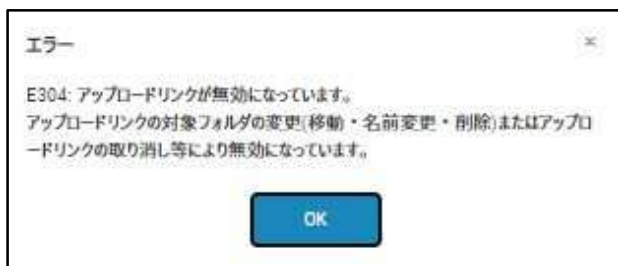 エラー
E304: アップロードリンクが無効になっています。
アップロードリンクの対象フォルダの変更(移動・名前変更・削除)またはアップロ
ードリンクの取り消し等により無効になっています。
OK